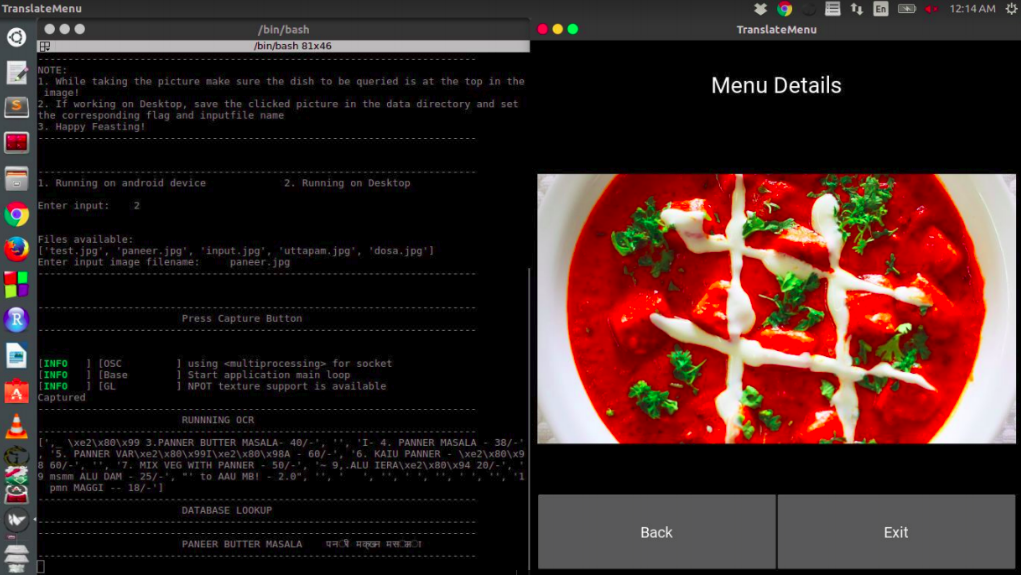 TranslateMenu
En
12:14 AM
/bin/bash
/bin/bash 81x46
NOTE:
1. While taking the picture make sure the dish to be queried is at the top in the
image!
2. If working on Desktop, save the clicked picture in the data directory and set
the corresponding flag and inputfile name
3. Happy Feasting!
1. Running on android device 2. Running on Desktop
Enter input: 2
Files available:
['test.jpg', 'paneer.jpg', 'input.jpg', 'uttapam.jpg', 'dosa.jpg']
Enter input image filename: paneer.jpg
Press Capture Button
[INFO ] [OSC ] using <multiprocessing> for socket
[INFO ] [Base ] Start application main loop
[INFO ] [GL ] NPOT texture support is available
Captured
RUNNNING OCR
['‚_ \xe2\x80\x99 3.PANNER BUTTER MASALA- 40/-', '', 'I- 4. PANNER MASALA - 38/-'
, '5. PANNER VAR\xe2\x80\x99I\xe2\x80\x98A - 60/-', '6. KAIU PANNER - \xe2\x80\x9
8 60/-', '', '7. MIX VEG WITH PANNER - 50/-', '~ 9,.ALU IERA\xe2\x80\x94 20/-', '
9 msmm ALU DAM - 25/-', "' to AAU MB! - 2.0", '', ' ' ', '', ' ', '', ' ', '', '1
pmn MAGGI -- 18/-']
DATABASE LOOKUP
PANEER BUTTER MASALA
TranslateMenu
Menu Details
Back
Exit